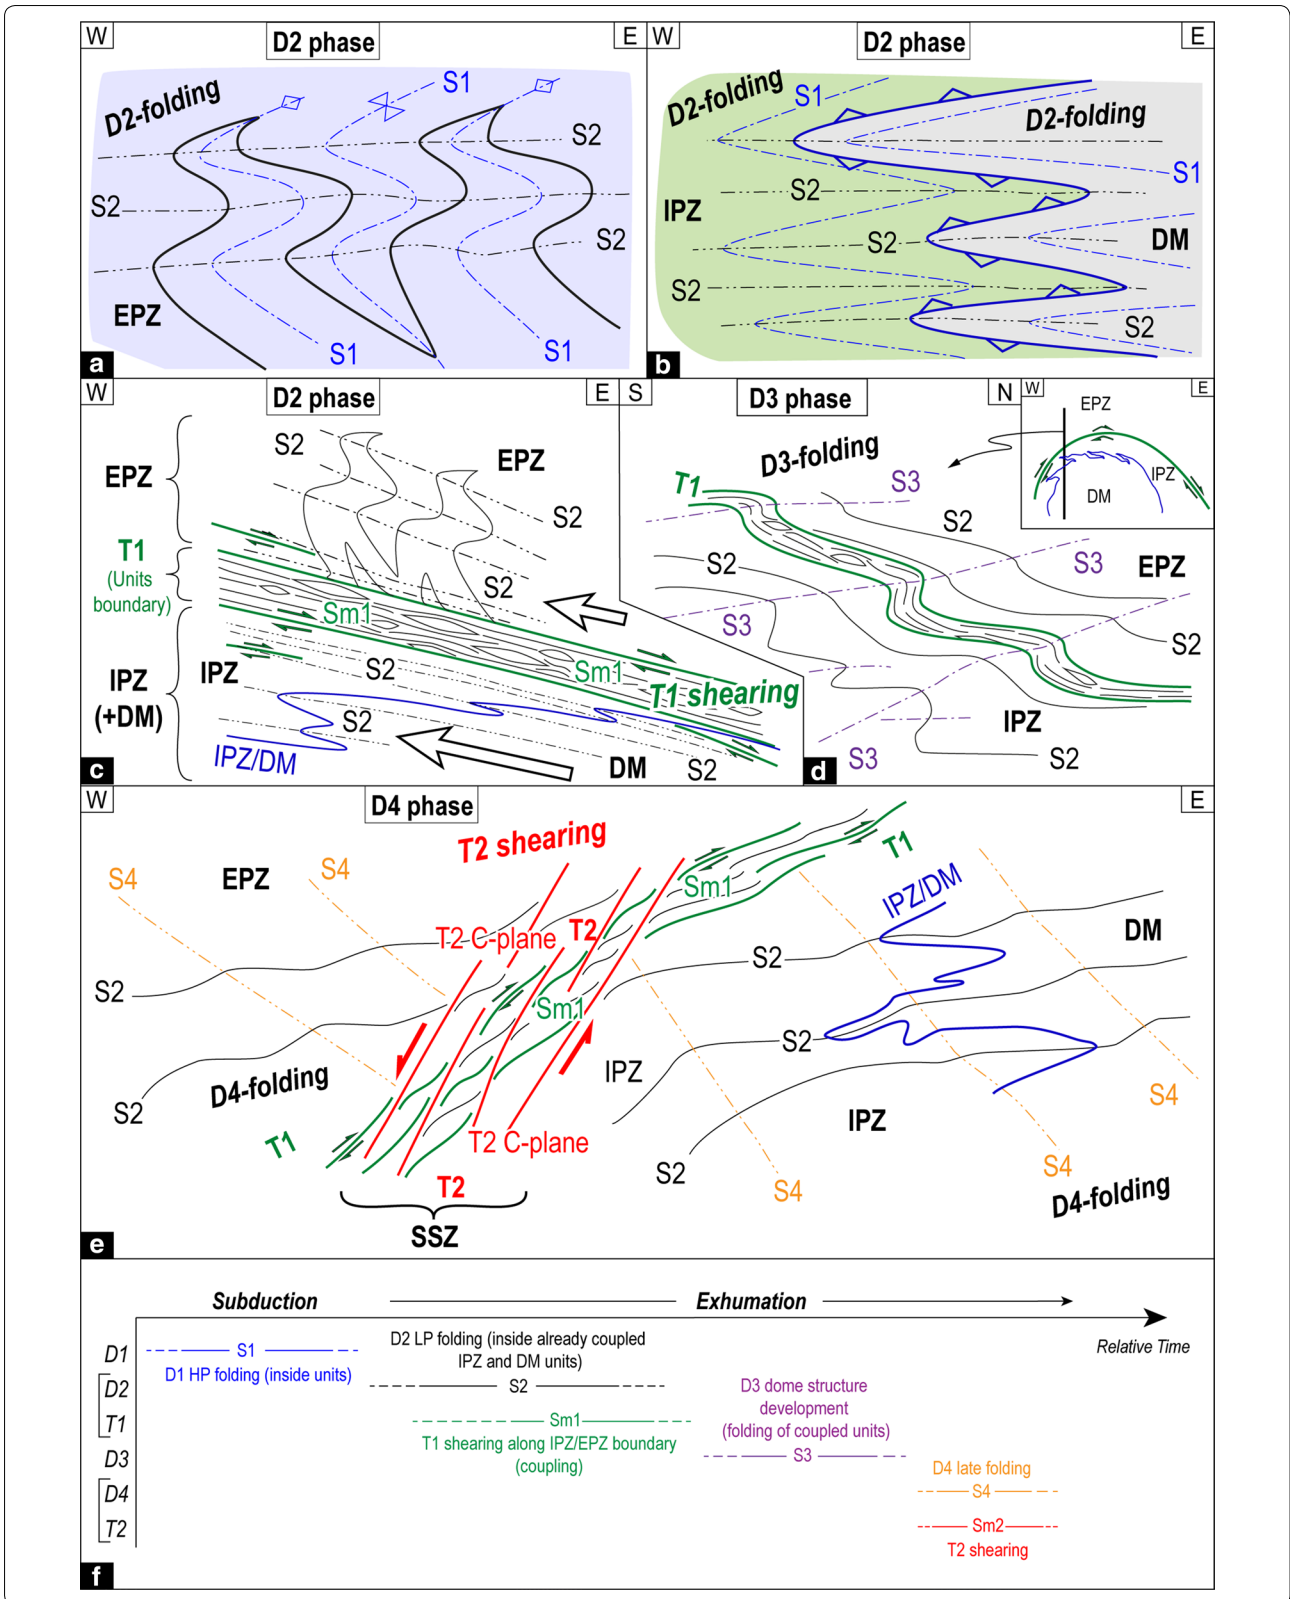 W
D2 phase
E
D2-folding
S1
S2
S2
S2
EPZ
S1
S1
a
W
D2 phase
E
D2-folding
S1
D2-folding
S1
S2
IPZ
S2
DM
S2
S2
b
W
D2 phase
E
S2
EPZ
EPZ
S2
T1
(Units
boundary)
S2
Sm1
Sm1
IPZ
(+DM)
IPZ
S2
T1 shearing
S2
IPZ/DM
DM
S2
c
S
D3 phase
N
W
E
EPZ
IPZ
DM
D3-folding
T1
S3
S2
S2
S3
EPZ
S3
S2
IPZ
S3
S2
d
W
D4 phase
E
T2 shearing
T1
S4
EPZ
S4
Sm1
IPZ/DM
T2 C-plane
T2
DM
S2
S2
Sm1
S2
IPZ
D4-folding
S2
S4
IPZ
T1
T2 C-plane
S2
S4
S4
T2
D4-folding
SSZ
e
Subduction
Exhumation
Relative Time
D1
S1
D1 HP folding (inside units)
D2 LP folding (inside already coupled
IPZ and DM units)
D2
S2
D3 dome structure
development
(folding of coupled units)
T1
Sm1
T1 shearing along IPZ/EPZ boundary
(coupling)
D3
S3
D4 late folding
D4
S4
T2
Sm2
T2 shearing
f